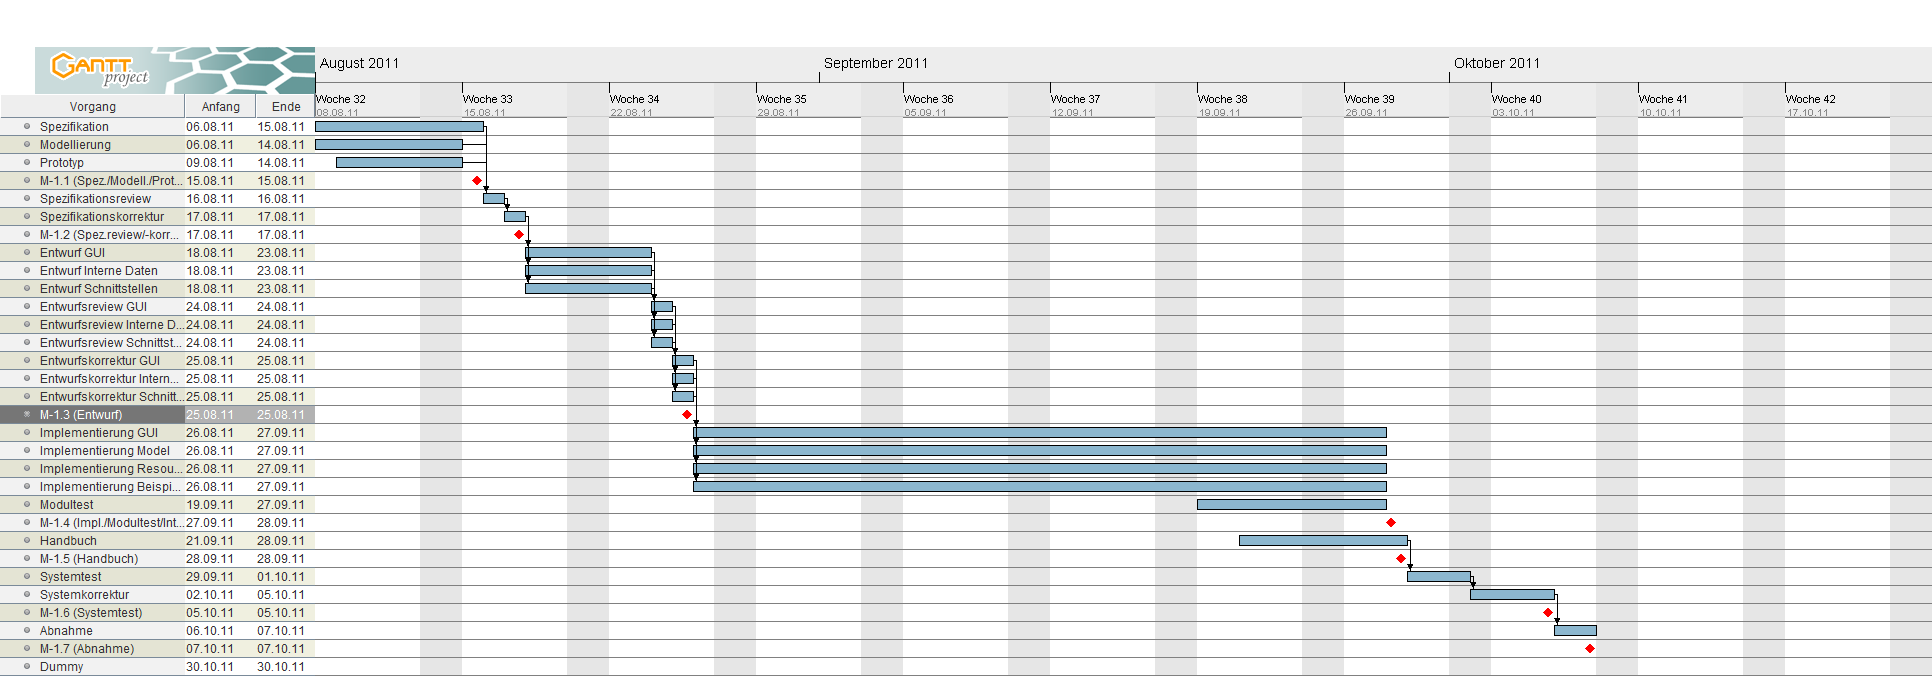 GANTT
project
August 2011 September 2011 Oktober 2011
Woche 32 Woche 33 Woche 34 Woche 35 Woche 36 Woche 37 Woche 38 Woche 39 Woche 40 Woche 41 Woche 42
08.08.11 15.08.11 22.08.11 29.08.11 05.09.11 12.09.11 19.09.11 26.09.11 03.10.11 10.10.11 17.10.11
Vorgang Anfang Ende
Spezifikation 06.08.11 15.08.11
Modellierung 06.08.11 14.08.11
Prototyp 09.08.11 14.08.11
M-1.1 (Spez./Modell./Prot... 15.08.11 15.08.11
Spezifikationsreview 16.08.11 16.08.11
Spezifikationskorrektur 17.08.11 17.08.11
M-1.2 (Spez.review/-korr... 17.08.11 17.08.11
Entwurf GUI 18.08.11 23.08.11
Entwurf Interne Daten 18.08.11 23.08.11
Entwurf Schnittstellen 18.08.11 23.08.11
Entwurfsreview GUI 24.08.11 24.08.11
Entwurfsreview Interne D... 24.08.11 24.08.11
Entwurfsreview Schnittst... 24.08.11 24.08.11
Entwurfskorrektur GUI 25.08.11 25.08.11
Entwurfskorrektur Intern... 25.08.11 25.08.11
Entwurfskorrektur Schnitt... 25.08.11 25.08.11
M-1.3 (Entwurf) 25.08.11 25.08.11
Implementierung GUI 26.08.11 27.09.11
Implementierung Model 26.08.11 27.09.11
Implementierung Resou... 26.08.11 27.09.11
Implementierung Beispi... 26.08.11 27.09.11
Modultest 19.09.11 27.09.11
M-1.4 (Impl./Modultest/Int... 27.09.11 28.09.11
Handbuch 21.09.11 28.09.11
M-1.5 (Handbuch) 28.09.11 28.09.11
Systemtest 29.09.11 01.10.11
Systemkorrektur 02.10.11 05.10.11
M-1.6 (Systemtest) 05.10.11 05.10.11
Abnahme 06.10.11 07.10.11
M-1.7 (Abnahme) 07.10.11 07.10.11
Dummy 30.10.11 30.10.11